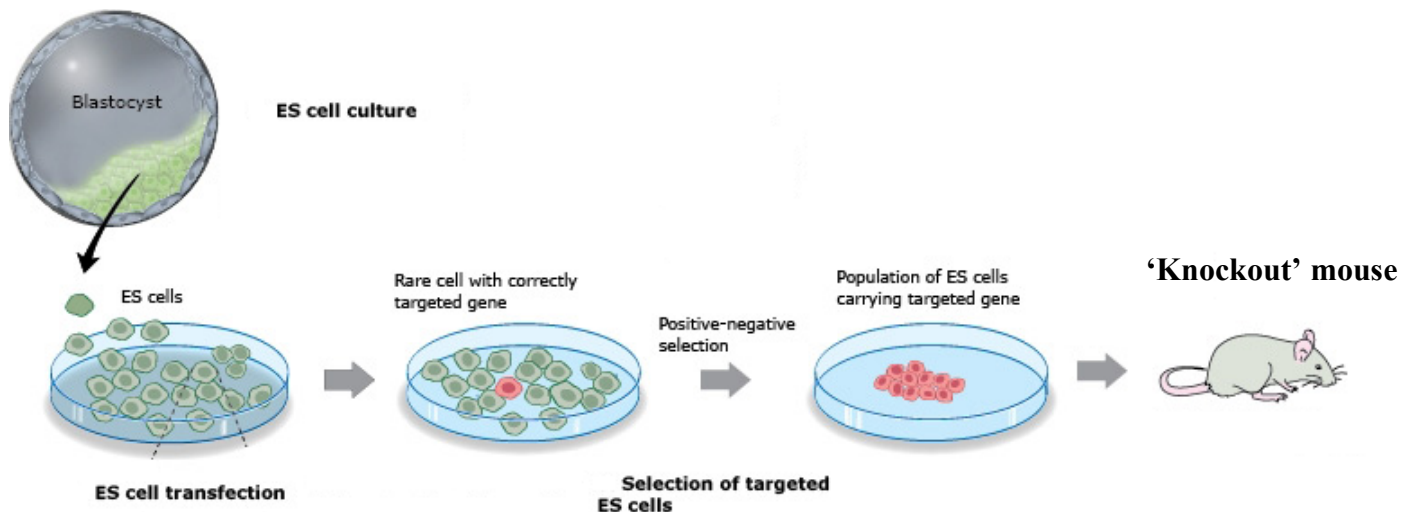 Blastocyst
ES cell culture
ES cells
Rare cell with correctly
targeted gene
Positive-negative
selection
Population of ES cells
carrying targeted gene
‘Knockout’ mouse
ES cell transfection
Selection of targeted
ES cells